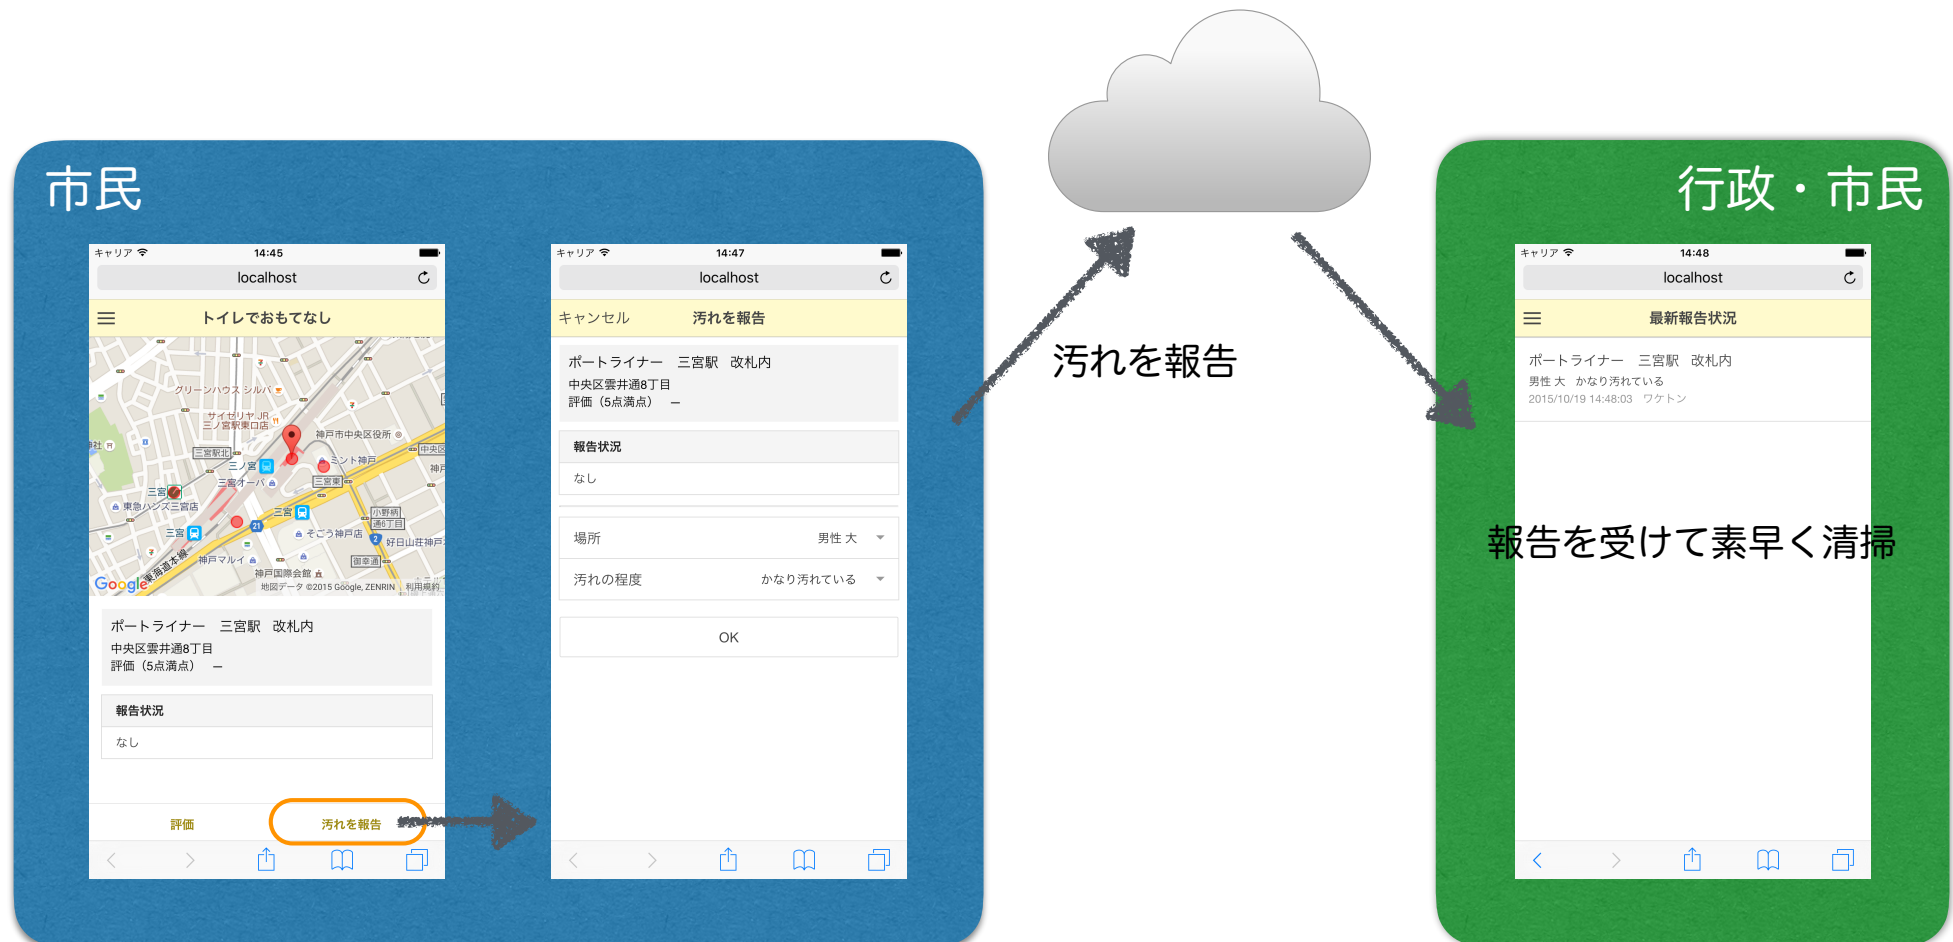 市民
キャリア 14:45
localhost
トイレでおもてなし
グリーンハウス シルバ
サイゼリヤ JR
三ノ宮駅東口店
神戸市中央区役所
三宮駅北
中央区
三ノ宮
ミント神戸
三宮オーパ
三宮東
三宮
東急ハンズ三宮店
三宮
小野柄
通6丁目
21
三宮
そごう神戸店
2
好日山荘神戸
東海道本線
神戸マルイ
御幸通
神戸国際会館
Google
地図データ ©2015 Google, ZENRIN 利用規約
ポートライナー 三宮駅 改札内
中央区雲井通8丁目
評価（5点満点） –
報告状況
なし
評価 汚れを報告
キャリア 14:47
localhost
キャンセル 汚れを報告
ポートライナー 三宮駅 改札内
中央区雲井通8丁目
評価（5点満点） –
報告状況
なし
場所 男性 大
汚れの程度 かなり汚れている
OK
汚れを報告
行政・市民
キャリア 14:48
localhost
最新報告状況
ポートライナー 三宮駅 改札内
男性 大 かなり汚れている
2015/10/19 14:48:03 ワケトン
報告を受けて素早く清掃